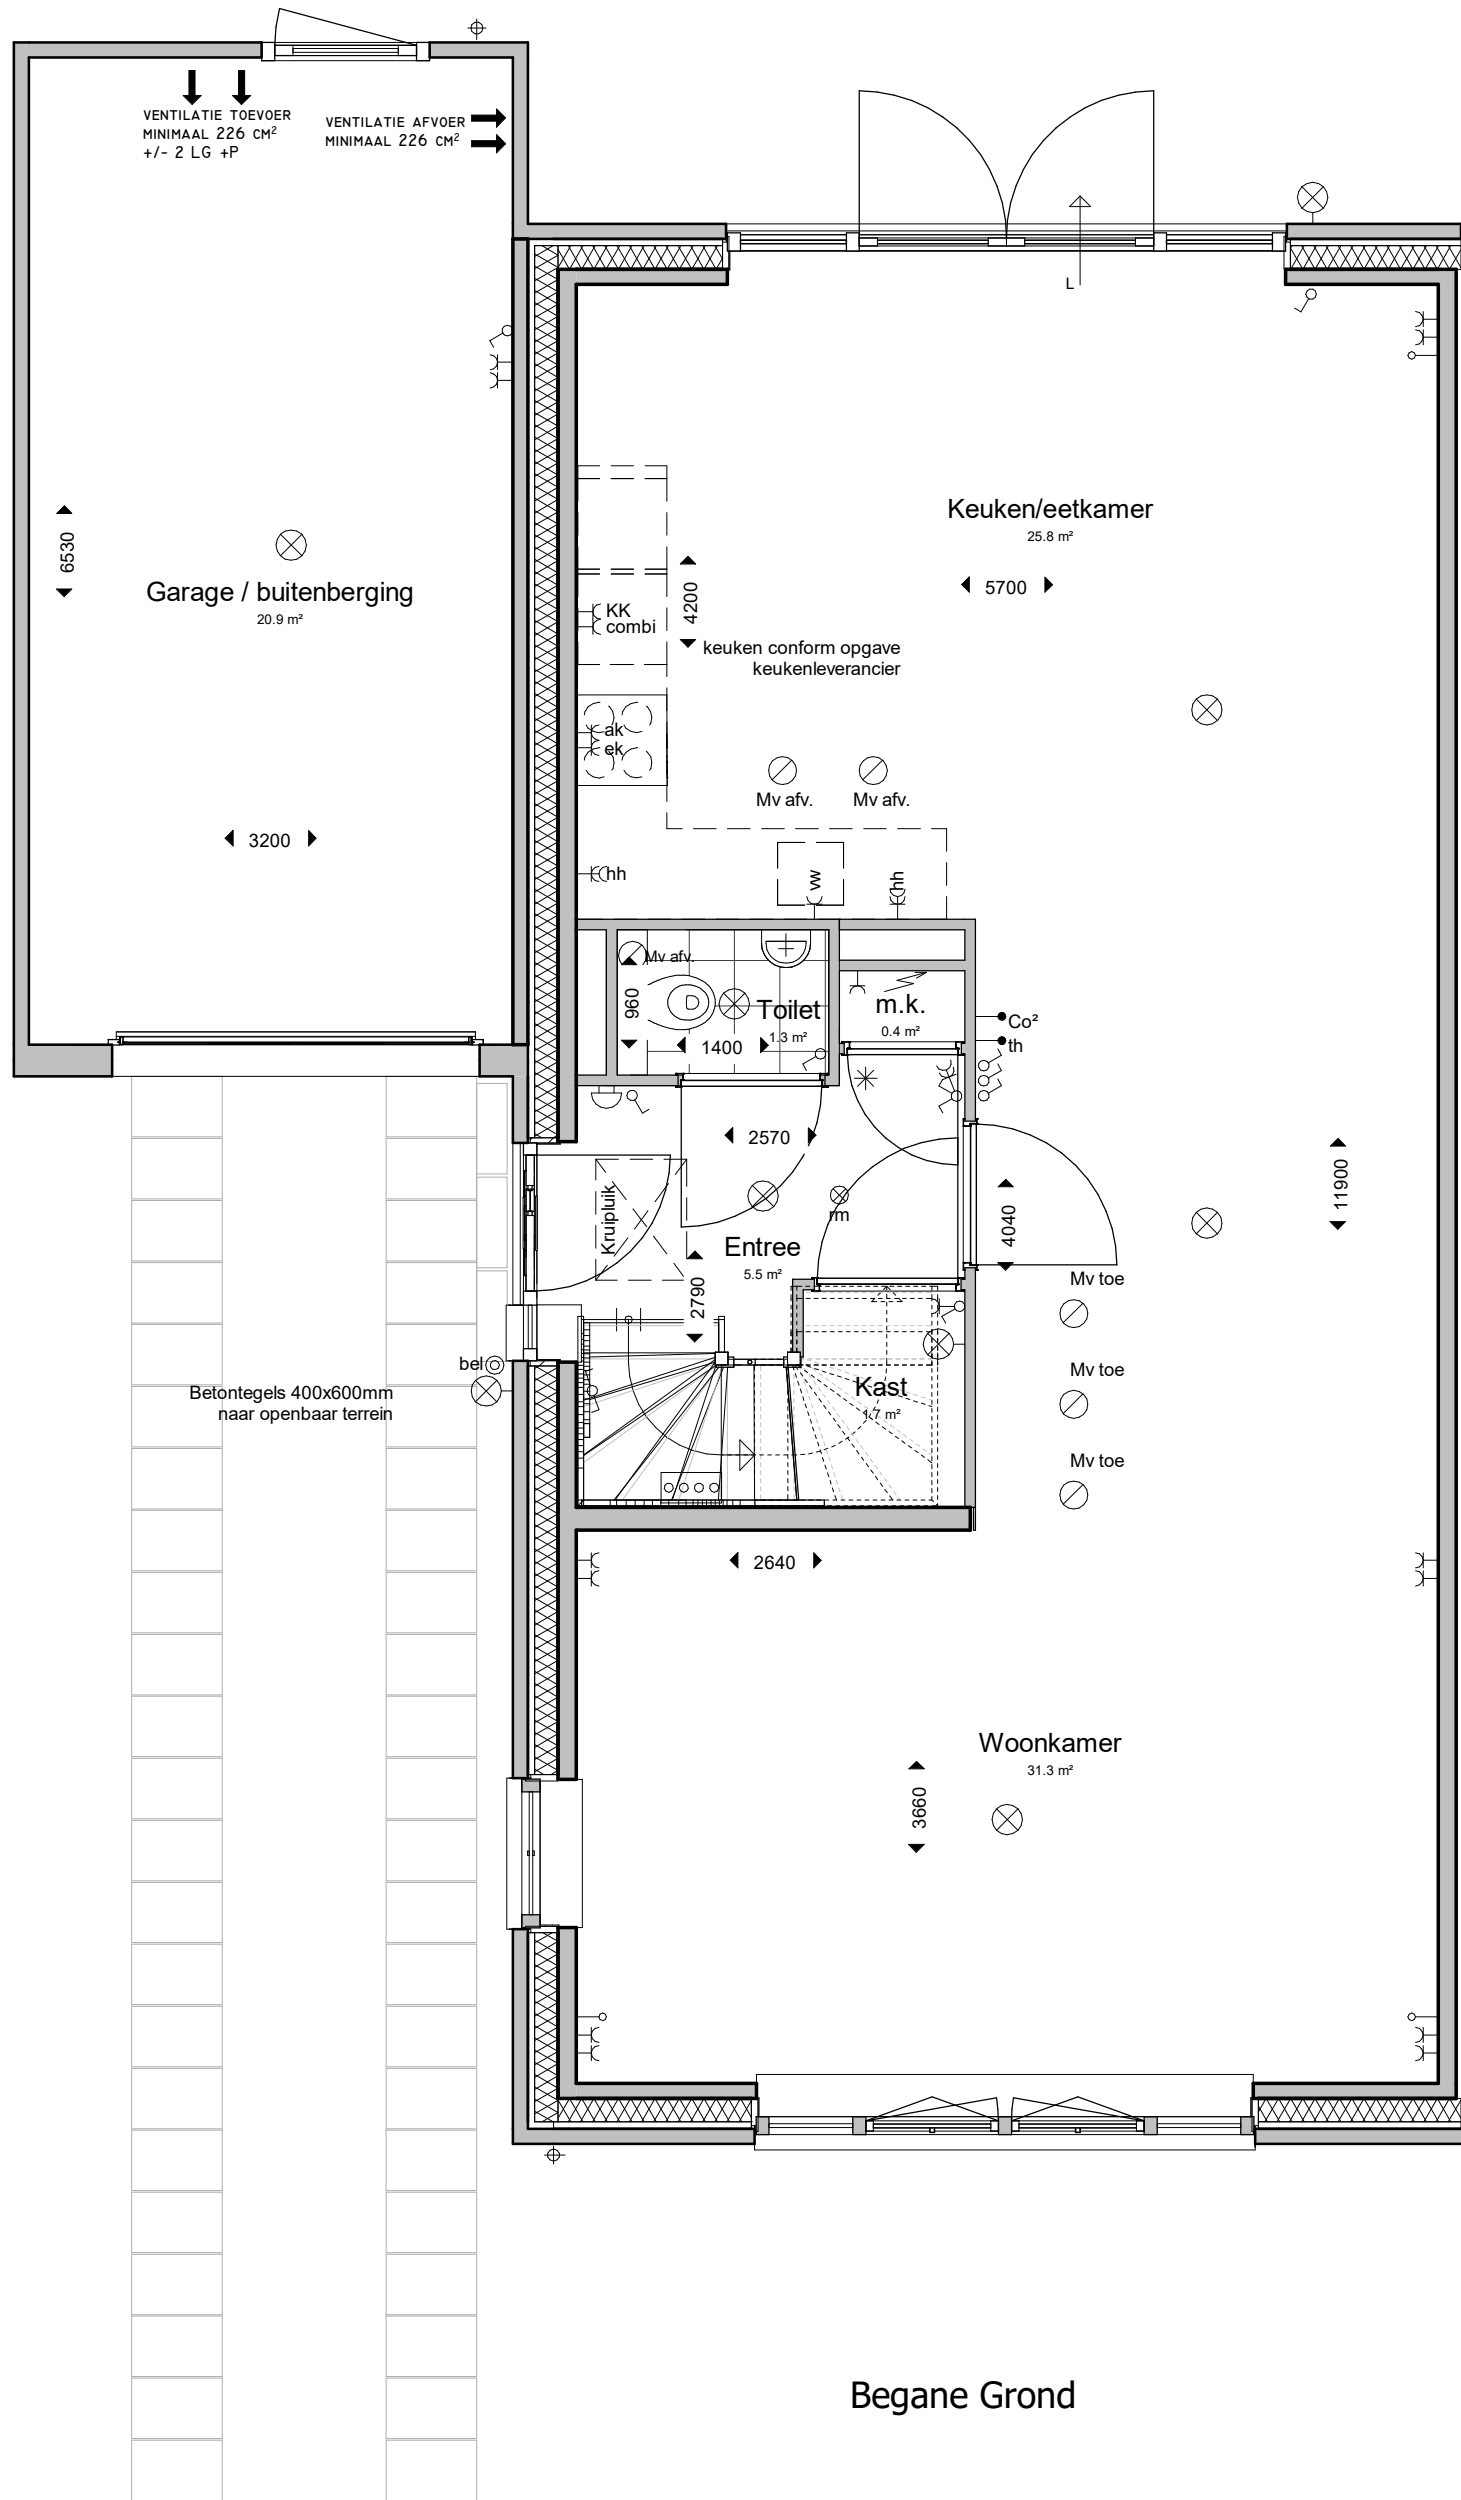 VENTILATIE TOEVOER
MINIMAAL 226 CM²
+/- 2 LG +P
VENTILATIE AFVOER
MINIMAAL 226 CM²
L
Keuken/eetkamer
25.8 m²
5700
6530
Garage / buitenberging
20.9 m²
3200
KK
combi
4200
keuken conform opgave
keukenleverancier
ak
ek
Mv afv.
Mv afv.
hh
vw
hh
Mv afv.
960
Toilet
1.3 m²
1400
m.k.
0.4 m²
Co²
th
2570
Kruipluik
rm
Entree
5.5 m²
2790
4040
11900
Mv toe
Mv toe
Mv toe
bel
Betontegels 400x600mm
naar openbaar terrein
Kast
1.7 m²
2640
Woonkamer
31.3 m²
3660
Begane Grond